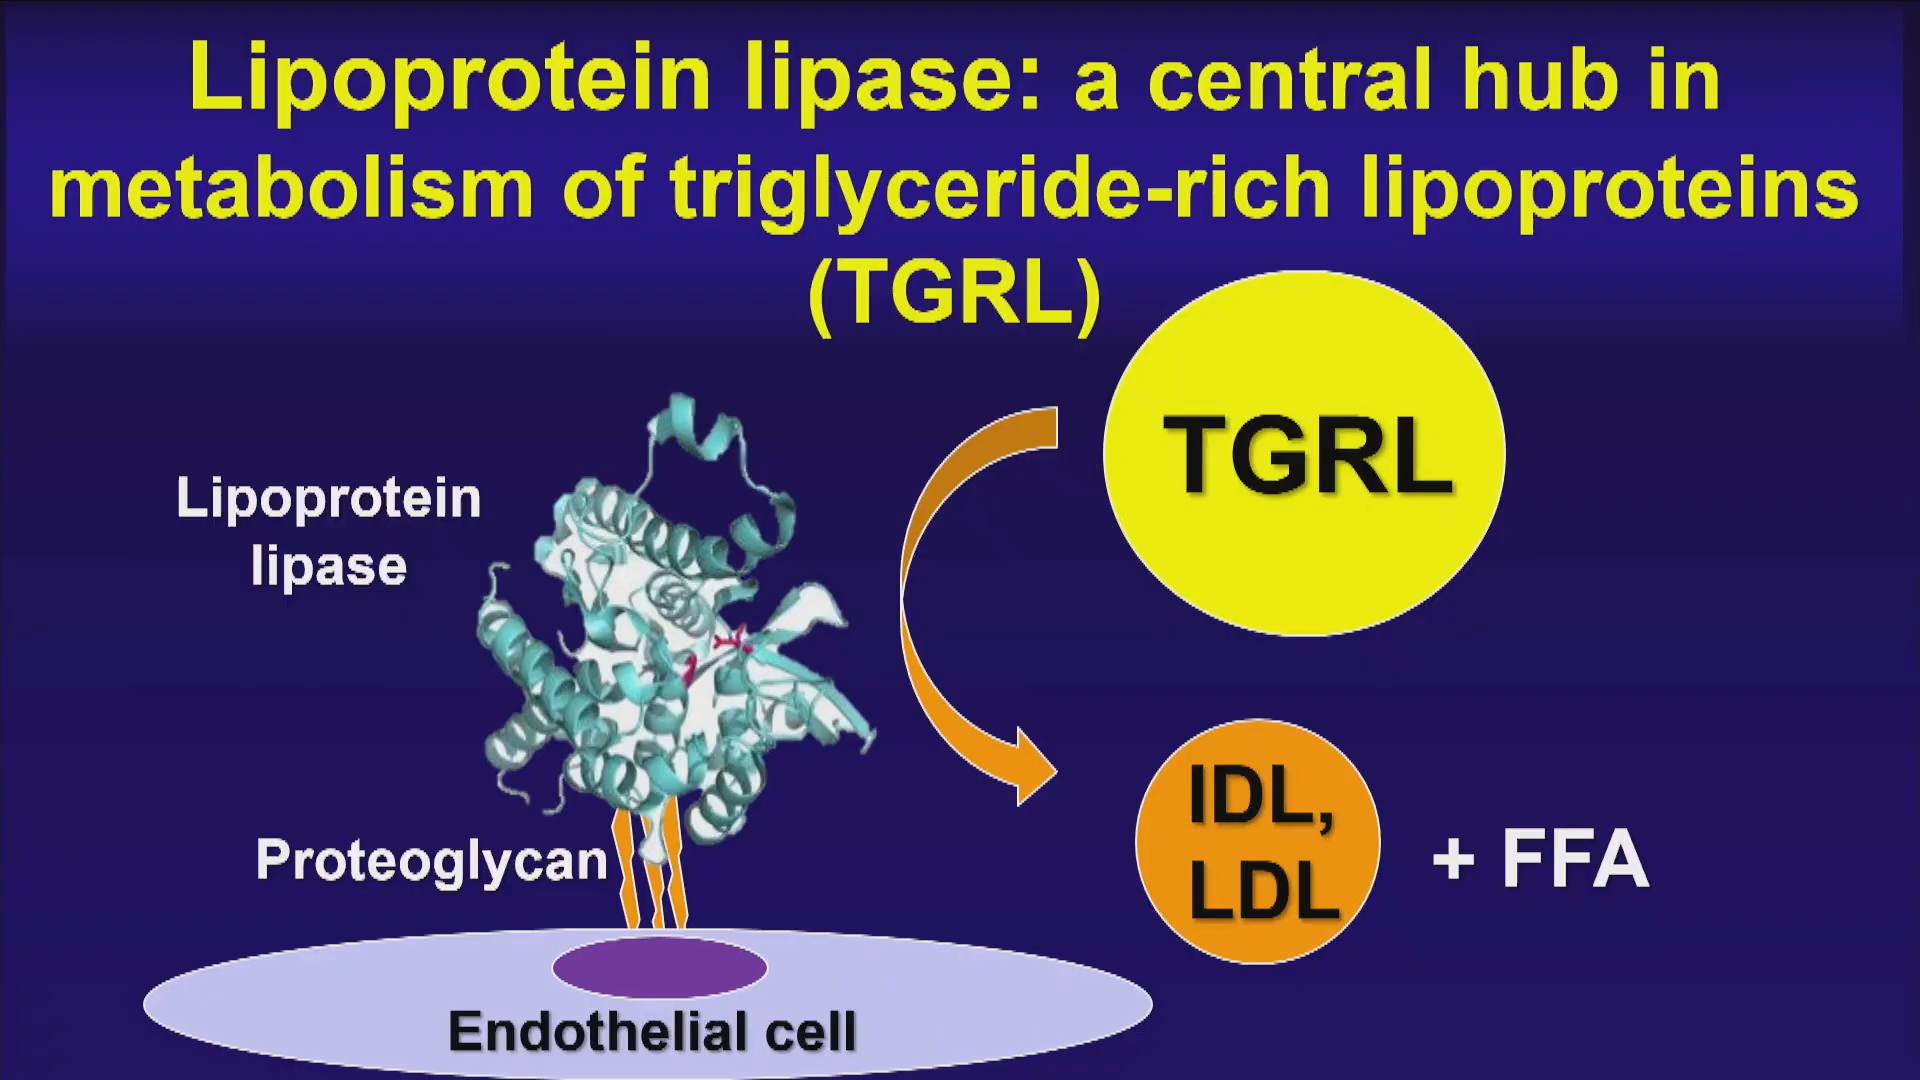 Lipoprotein lipase: a central hub in
metabolism of triglyceride-rich lipoproteins
(TGRL)
TGRL
Lipoprotein
lipase
IDL,
LDL
+ FFA
Proteoglycan
Endothelial cell